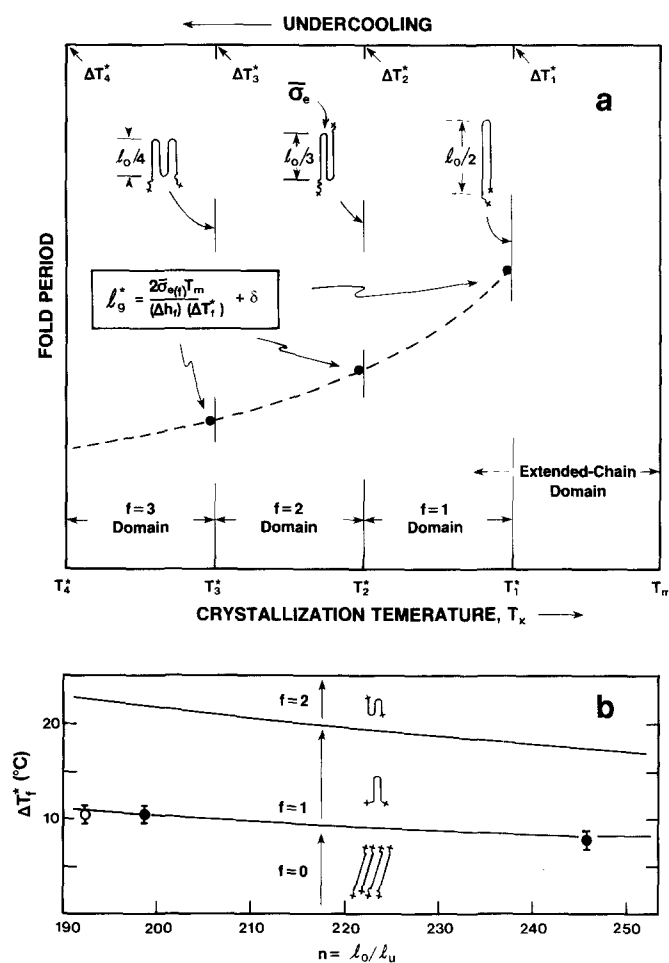 ← UNDERCOOLING
ΔT₄* ΔT₃* ΔT₂* ΔT₁*
a
σ̅ₑ
ℓ₀/4 ℓ₀/3 ℓ₀/2
FOLD PERIOD
ℓg* = 2σ̅e(f)Tm / (Δhf) (ΔTf*) + δ
Extended-Chain
Domain
f=3 f=2 f=1
Domain Domain Domain
T₄* T₃* T₂* T₁* Tm
CRYSTALLIZATION TEMERATURE, Tx →
b
f=2
f=1
f=0
ΔTf* (°C)
20
10
0
190 200 210 220 230 240 250
n= ℓ₀/ℓu